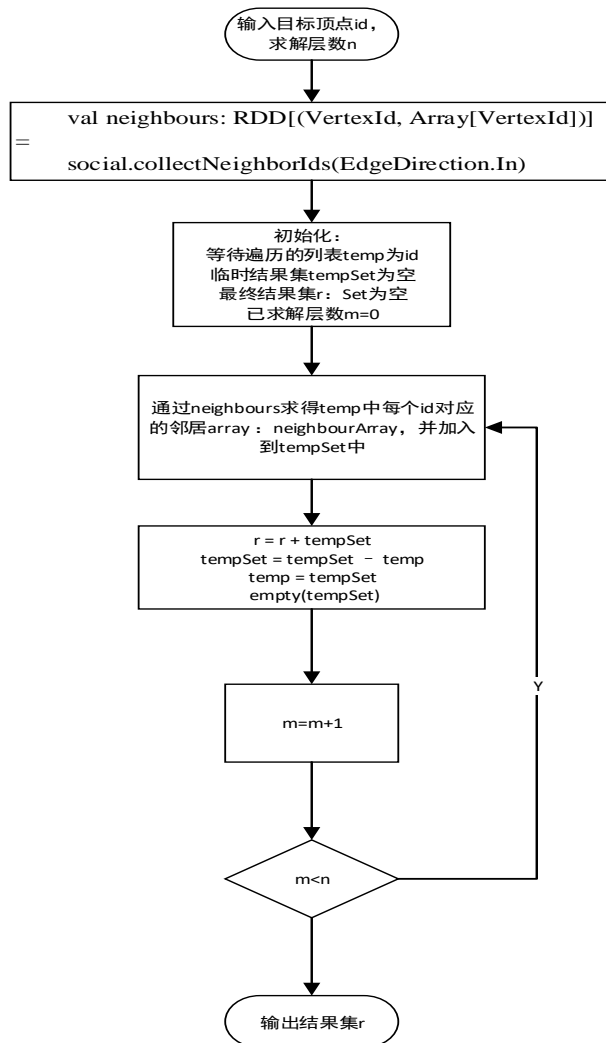 输入目标顶点id，
求解层数n
val neighbours: RDD[(VertexId, Array[VertexId])]
=
social.collectNeighborIds(EdgeDirection.In)
初始化：
等待遍历的列表temp为id
临时结果集tempSet为空
最终结果集r：Set为空
已求解层数m=0
通过neighbours求得temp中每个id对应
的邻居array：neighbourArray，并加入
到tempSet中
r = r + tempSet
tempSet = tempSet - temp
temp = tempSet
empty(tempSet)
m=m+1
Y
m<n
输出结果集r